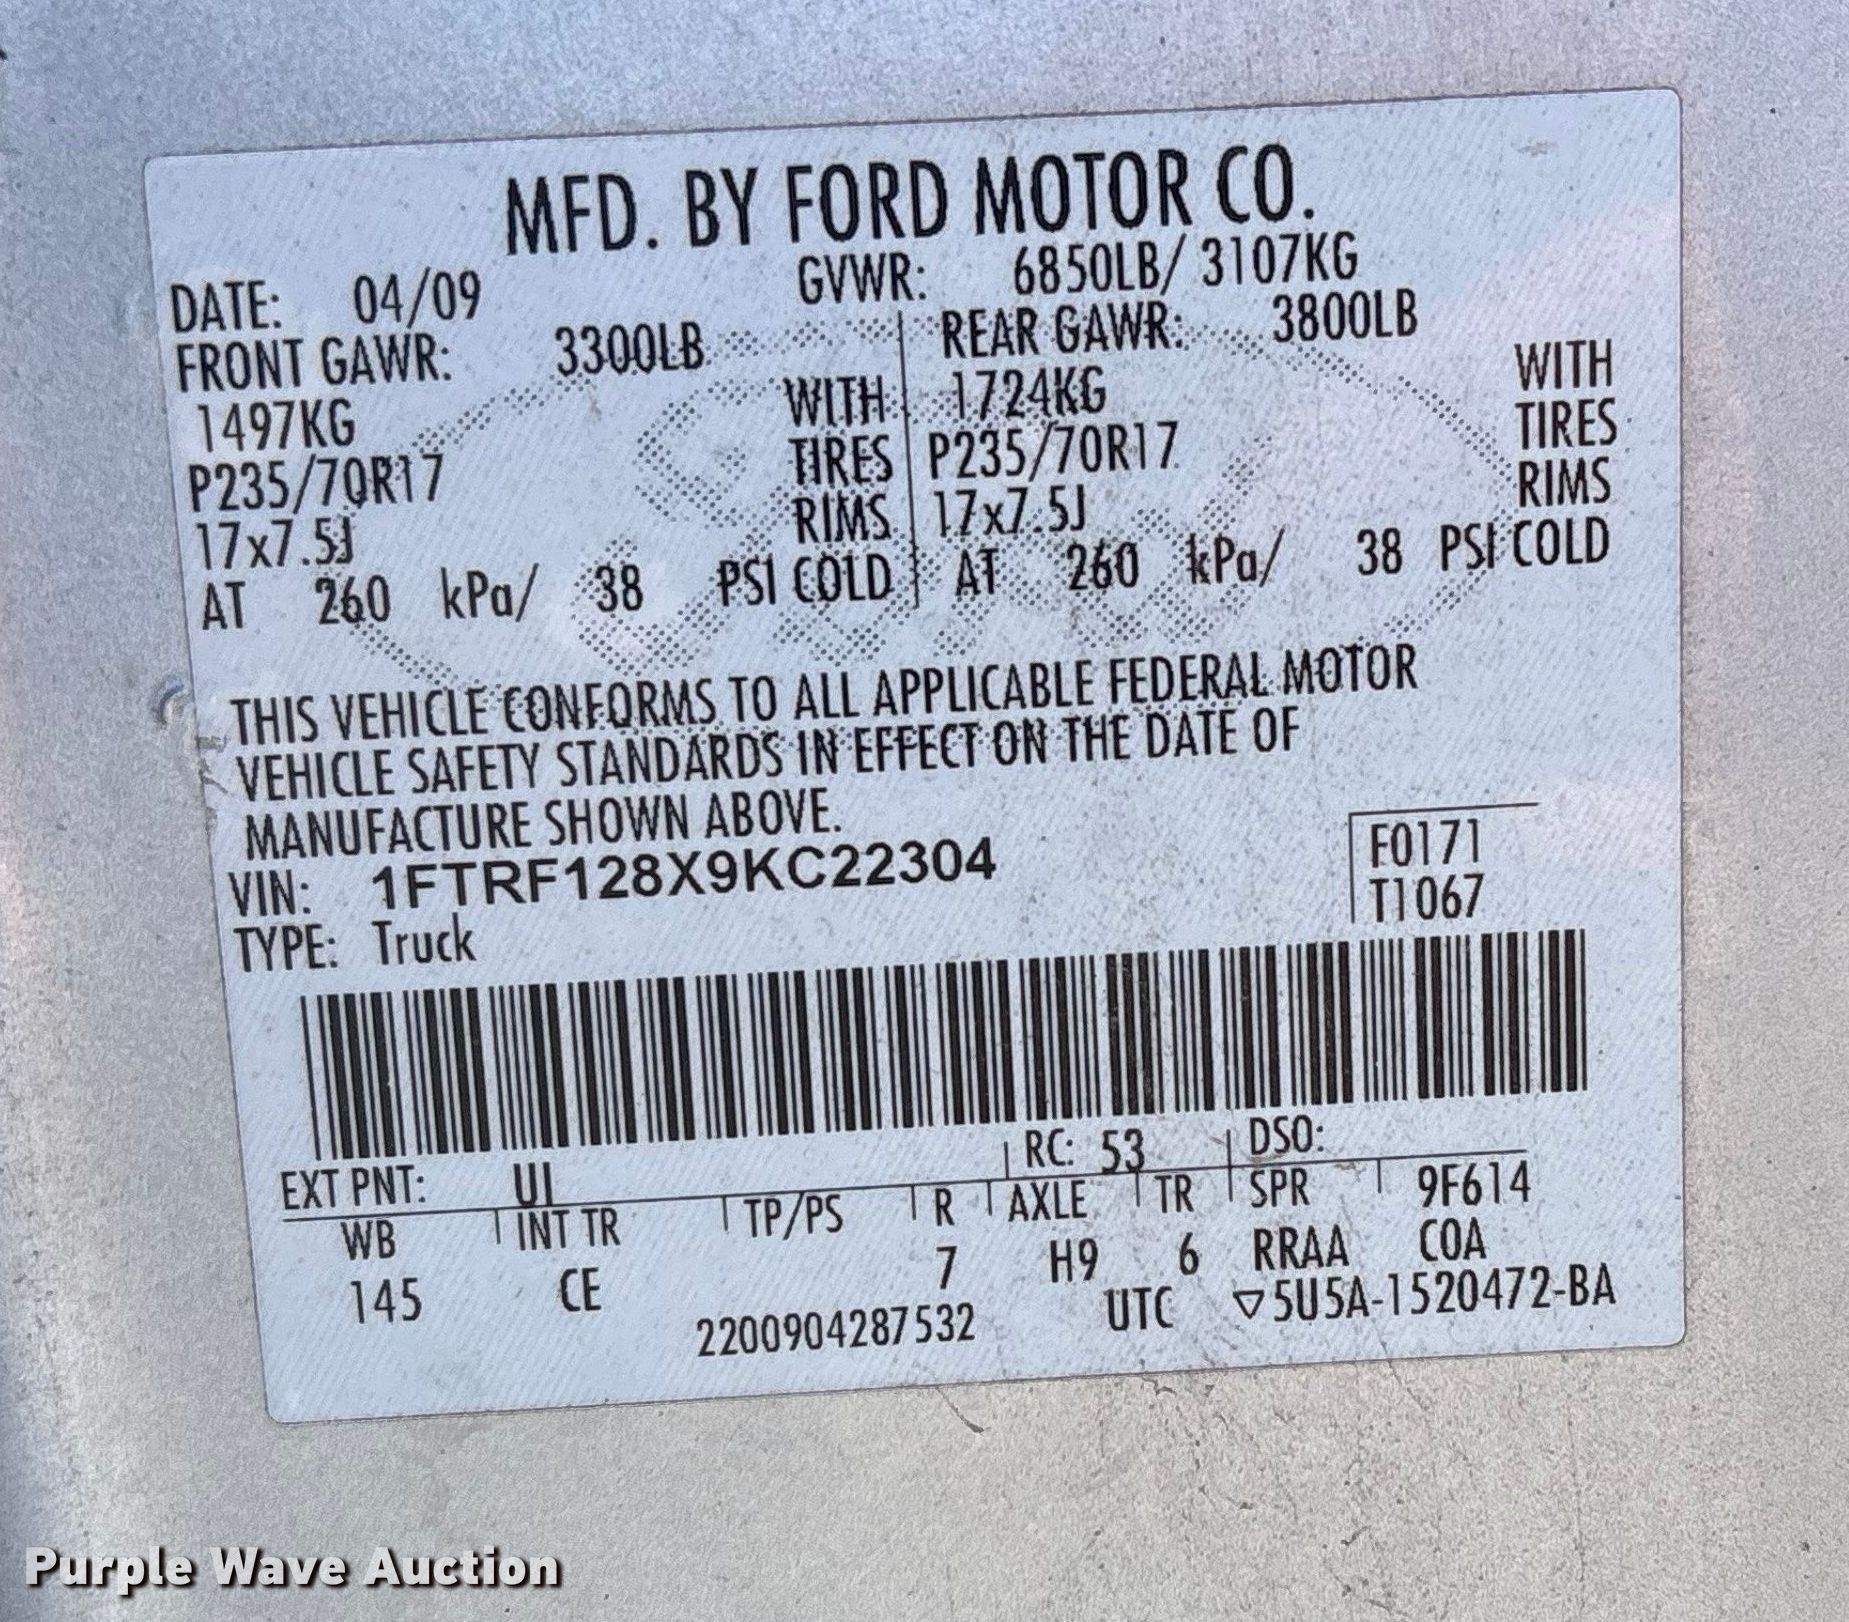 MFD. BY FORD MOTOR CO.
DATE: 04/09 GVWR: 6850LB/ 3107KG
FRONT GAWR: 3300LB REAR GAWR: 3800LB
1497KG WITH 1724KG WITH
P235/70R17 TIRES P235/70R17 TIRES
17x7.5J RIMS 17x7.5J RIMS
AT 260 kPa/ 38 PSI COLD AT 260 kPa/ 38 PSI COLD
THIS VEHICLE CONFORMS TO ALL APPLICABLE FEDERAL MOTOR
VEHICLE SAFETY STANDARDS IN EFFECT ON THE DATE OF
MANUFACTURE SHOWN ABOVE.
VIN: 1FTRF128X9KC22304 F0171
TYPE: Truck T1067
EXT PNT: UI RC: 53 DSO:
WB INT TR TP/PS R AXLE TR SPR 9F614
145 CE 7 H9 6 RRAA COA
2200904287532 UTC ▽5U5A-1520472-BA
Purple Wave Auction